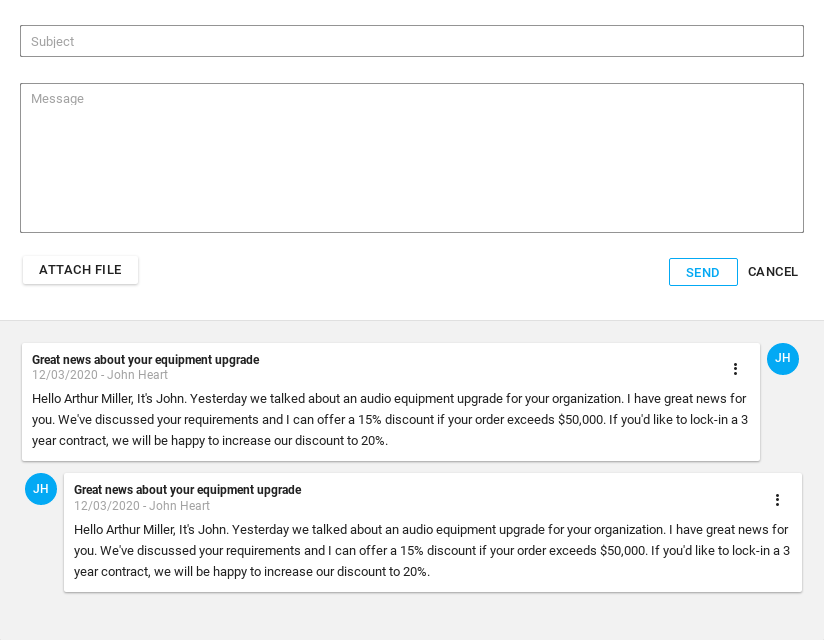 Subject
Message
ATTACH FILE
SEND
CANCEL
Great news about your equipment upgrade
12/03/2020 - John Heart
JH
Hello Arthur Miller, It's John. Yesterday we talked about an audio equipment upgrade for your organization. I have great news for
you. We've discussed your requirements and I can offer a 15% discount if your order exceeds $50,000. If you'd like to lock-in a 3
year contract, we will be happy to increase our discount to 20%.
JH
Great news about your equipment upgrade
12/03/2020 - John Heart
Hello Arthur Miller, It's John. Yesterday we talked about an audio equipment upgrade for your organization. I have great news for
you. We've discussed your requirements and I can offer a 15% discount if your order exceeds $50,000. If you'd like to lock-in a 3
year contract, we will be happy to increase our discount to 20%.